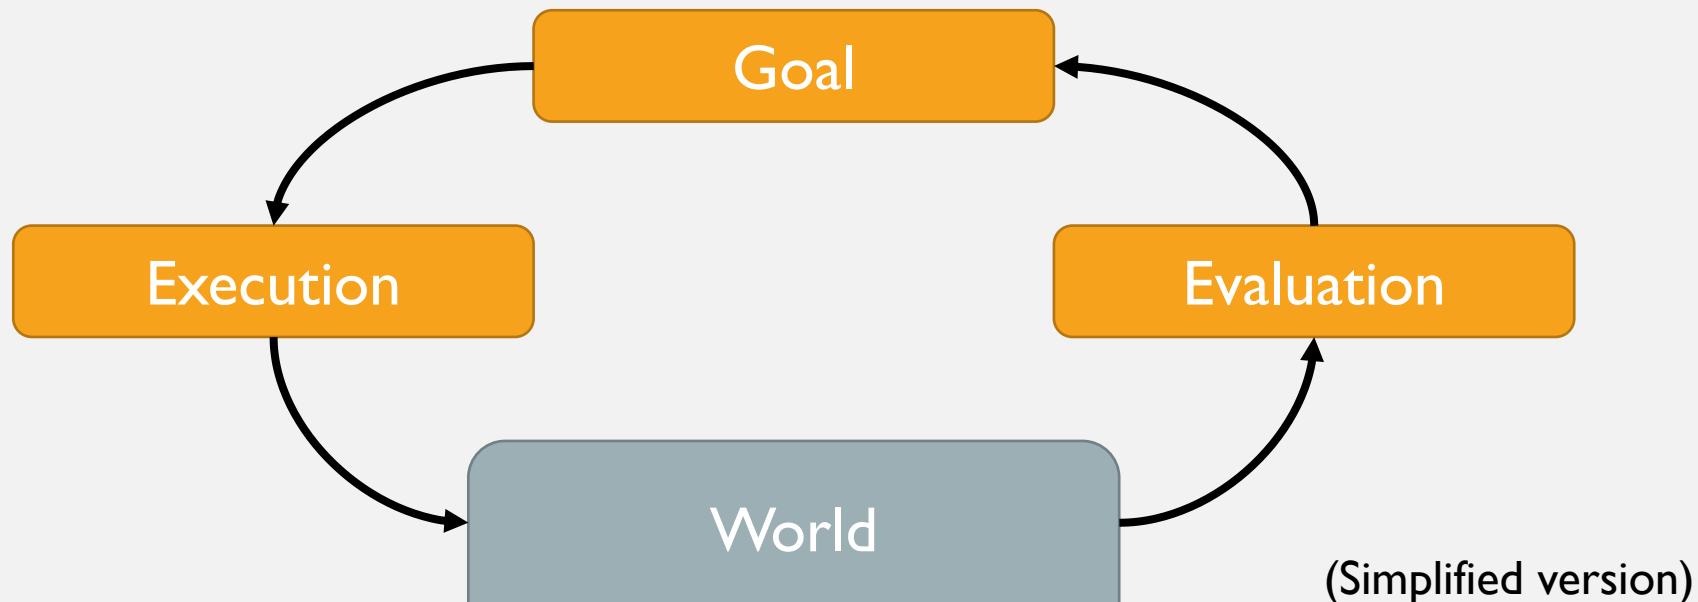 Goal
Execution
Evaluation
World
(Simplified version)